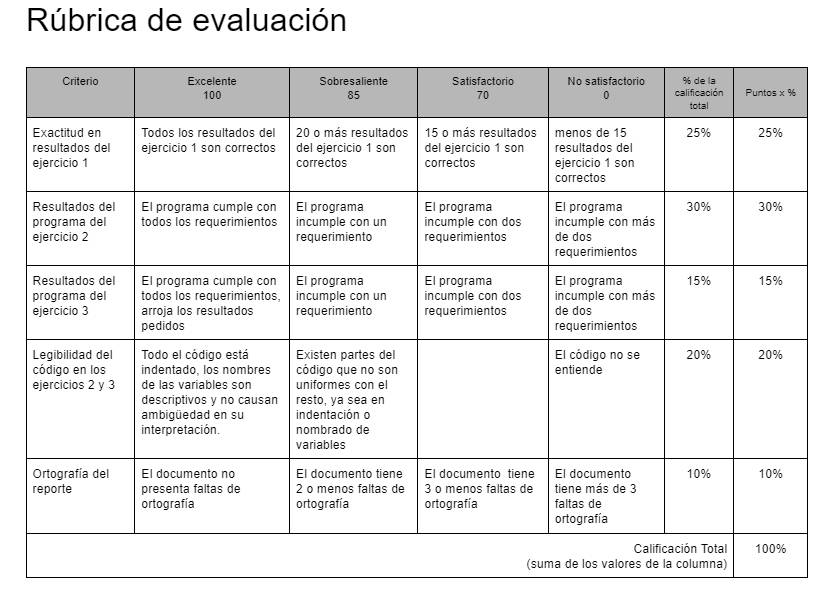 Rúbrica de evaluación
Criterio
Excelente
100
Sobresaliente
85
Satisfactorio
70
No satisfactorio
0
% de la
calificación
total
Puntos x %
Exactitud en
resultados del
ejercicio 1
Todos los resultados del
ejercicio 1 son correctos
20 o más resultados
del ejercicio 1 son
correctos
15 o más resultados
del ejercicio 1 son
correctos
menos de 15
resultados del
ejercicio 1 son
correctos
25%
25%
Resultados del
programa del
ejercicio 2
El programa cumple con
todos los requerimientos
El programa
incumple con un
requerimiento
El programa
incumple con dos
requerimientos
El programa
incumple con más
de dos
requerimientos
30%
30%
Resultados del
programa del
ejercicio 3
El programa cumple con
todos los requerimientos,
arroja los resultados
pedidos
El programa
incumple con un
requerimiento
El programa
incumple con dos
requerimientos
El programa
incumple con más
de dos
requerimientos
15%
15%
Legibilidad del
código en los
ejercicios 2 y 3
Todo el código está
indentado, los nombres
de las variables son
descriptivos y no causan
ambigüedad en su
interpretación.
Existen partes del
código que no son
uniformes con el
resto, ya sea en
indentación o
nombrado de
variables
El código no se
entiende
20%
20%
Ortografía del
reporte
El documento no
presenta faltas de
ortografía
El documento tiene
2 o menos faltas de
ortografía
El documento  tiene
3 o menos faltas de
ortografía
El documento
tiene más de 3
faltas de
ortografía
10%
10%
Calificación Total
(suma de los valores de la columna)
100%